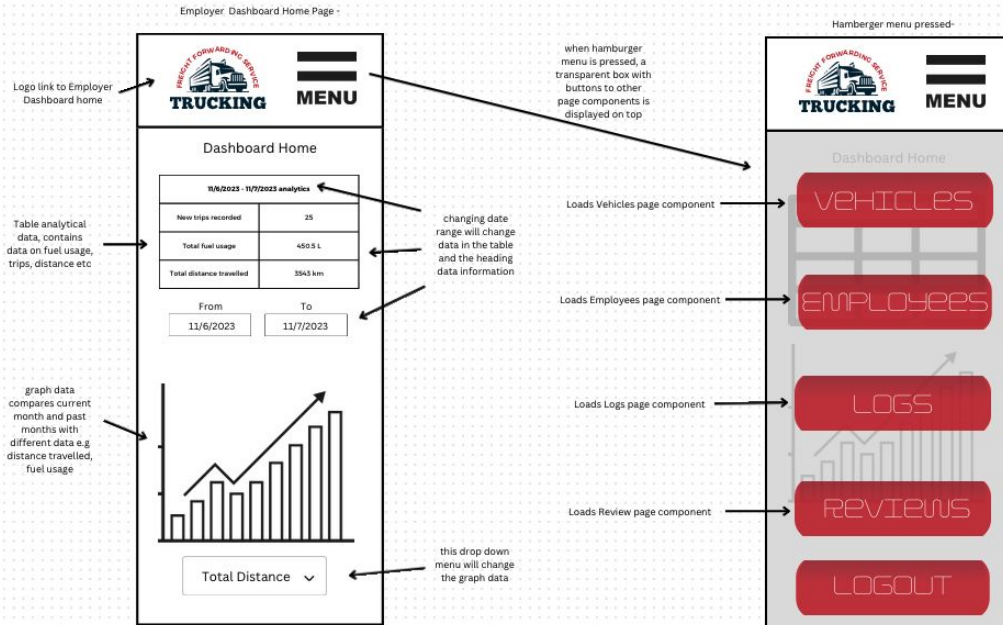 Employer Dashboard Home Page -
Logo link to Employer
Dashboard home
FREIGHT FORWARDING SERVICE
TRUCKING
MENU
Dashboard Home
11/6/2023 - 11/7/2023 analytics
New trips recorded 25
Total fuel usage 450.5 L
Total distance travelled 3543 km
Table analytical
data, contains
data on fuel usage,
trips, distance etc
From To
11/6/2023 11/7/2023
changing date
range will change
data in the table
and the heading
data information
graph data
compares current
month and past
months with
different data e.g
distance travelled,
fuel usage
Total Distance
this drop down
menu will change
the graph data
when hamburger
menu is pressed, a
transparent box with
buttons to other
page components is
displayed on top
Hamberger menu pressed-
FREIGHT FORWARDING SERVICE
TRUCKING
MENU
Dashboard Home
Loads Vehicles page component
VEHICLES
Loads Employees page component
EMPLOYEES
Loads Logs page component
LOGS
Loads Review page component
REVIEWS
LOGOUT